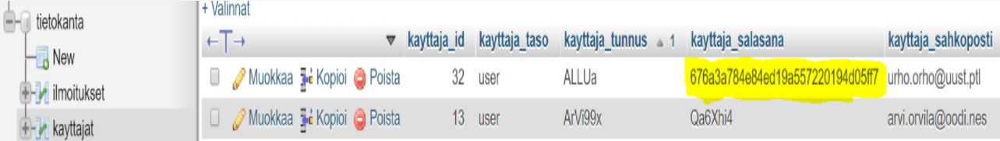 tietokanta
New
ilmoitukset
kayttajat
+ Valinnat
←T→ ▼ kayttaja_id kayttaja_taso kayttaja_tunnus ▲ 1 kayttaja_salasana kayttaja_sahkoposti
Muokkaa Kopioi Poista 32 user ALLUa 676a3a784e84ed19a557220194d05ff7 urho.orho@uust.ptl
Muokkaa Kopioi Poista 13 user ArVi99x Qa6Xhi4 arvi.orvila@oodi.nes